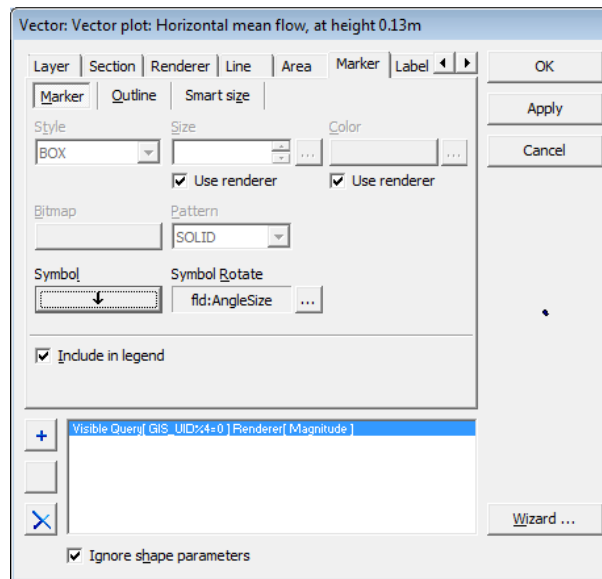 Vector: Vector plot: Horizontal mean flow, at height 0.13m
Layer Section Renderer Line Area Marker Label
OK
Marker Outline Smart size
Apply
Style Size Color
Cancel
BOX ... ...
Use renderer Use renderer
Bitmap Pattern
SOLID
Symbol Symbol Rotate
fld:AngleSize ...
Include in legend
Visible Query[ GIS_UID%4=0 ] Renderer[ Magnitude ]
Wizard ...
Ignore shape parameters